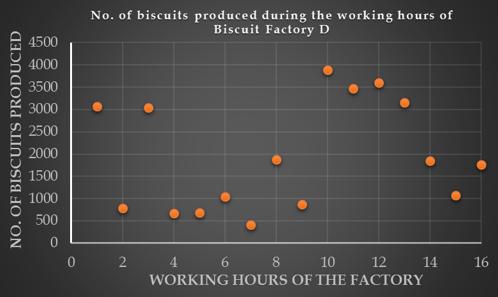 No. of biscuits produced during the working hours of
Biscuit Factory D
NO. OF BISCUITS PRODUCED
4500
4000
3500
3000
2500
2000
1500
1000
500
0
0 2 4 6 8 10 12 14 16
WORKING HOURS OF THE FACTORY